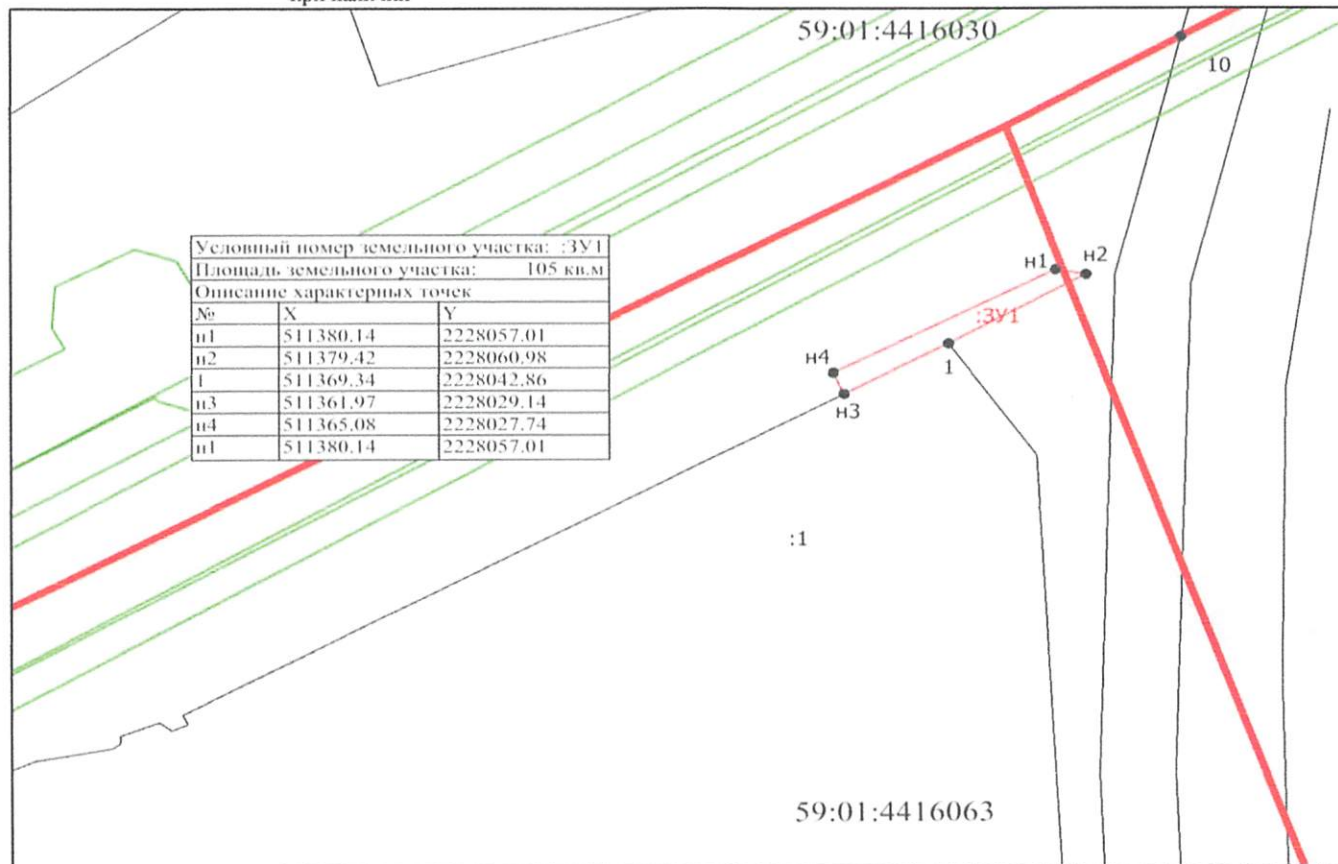 59:01:4416030
10
Условный номер земельного участка: :ЗУ1
Площадь земельного участка: 105 кв.м
Описание характерных точек
№ X Y
н1 511380.14 2228057.01
н2 511379.42 2228060.98
1 511369.34 2228042.86
н3 511361.97 2228029.14
н4 511365.08 2228027.74
н1 511380.14 2228057.01
н1
н2
:ЗУ1
1
н4
н3
:1
59:01:4416063